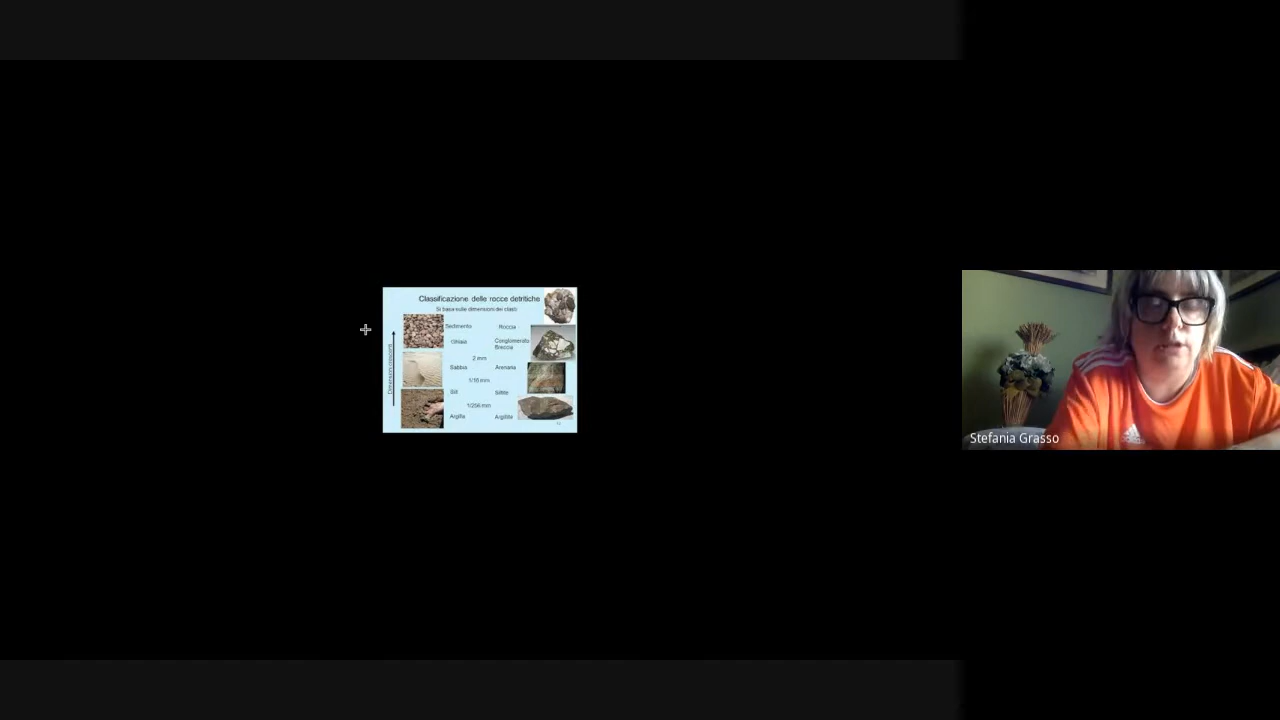 Classificazione delle rocce detritiche
Si basa sulle dimensioni dei clasti
Sedimento Roccia
Ghiaia Conglomerato
Breccia
2 mm
Sabbia Arenaria
1/16 mm
Silt Siltite
1/256 mm
Argilla Argillite
Stefania Grasso
adidas